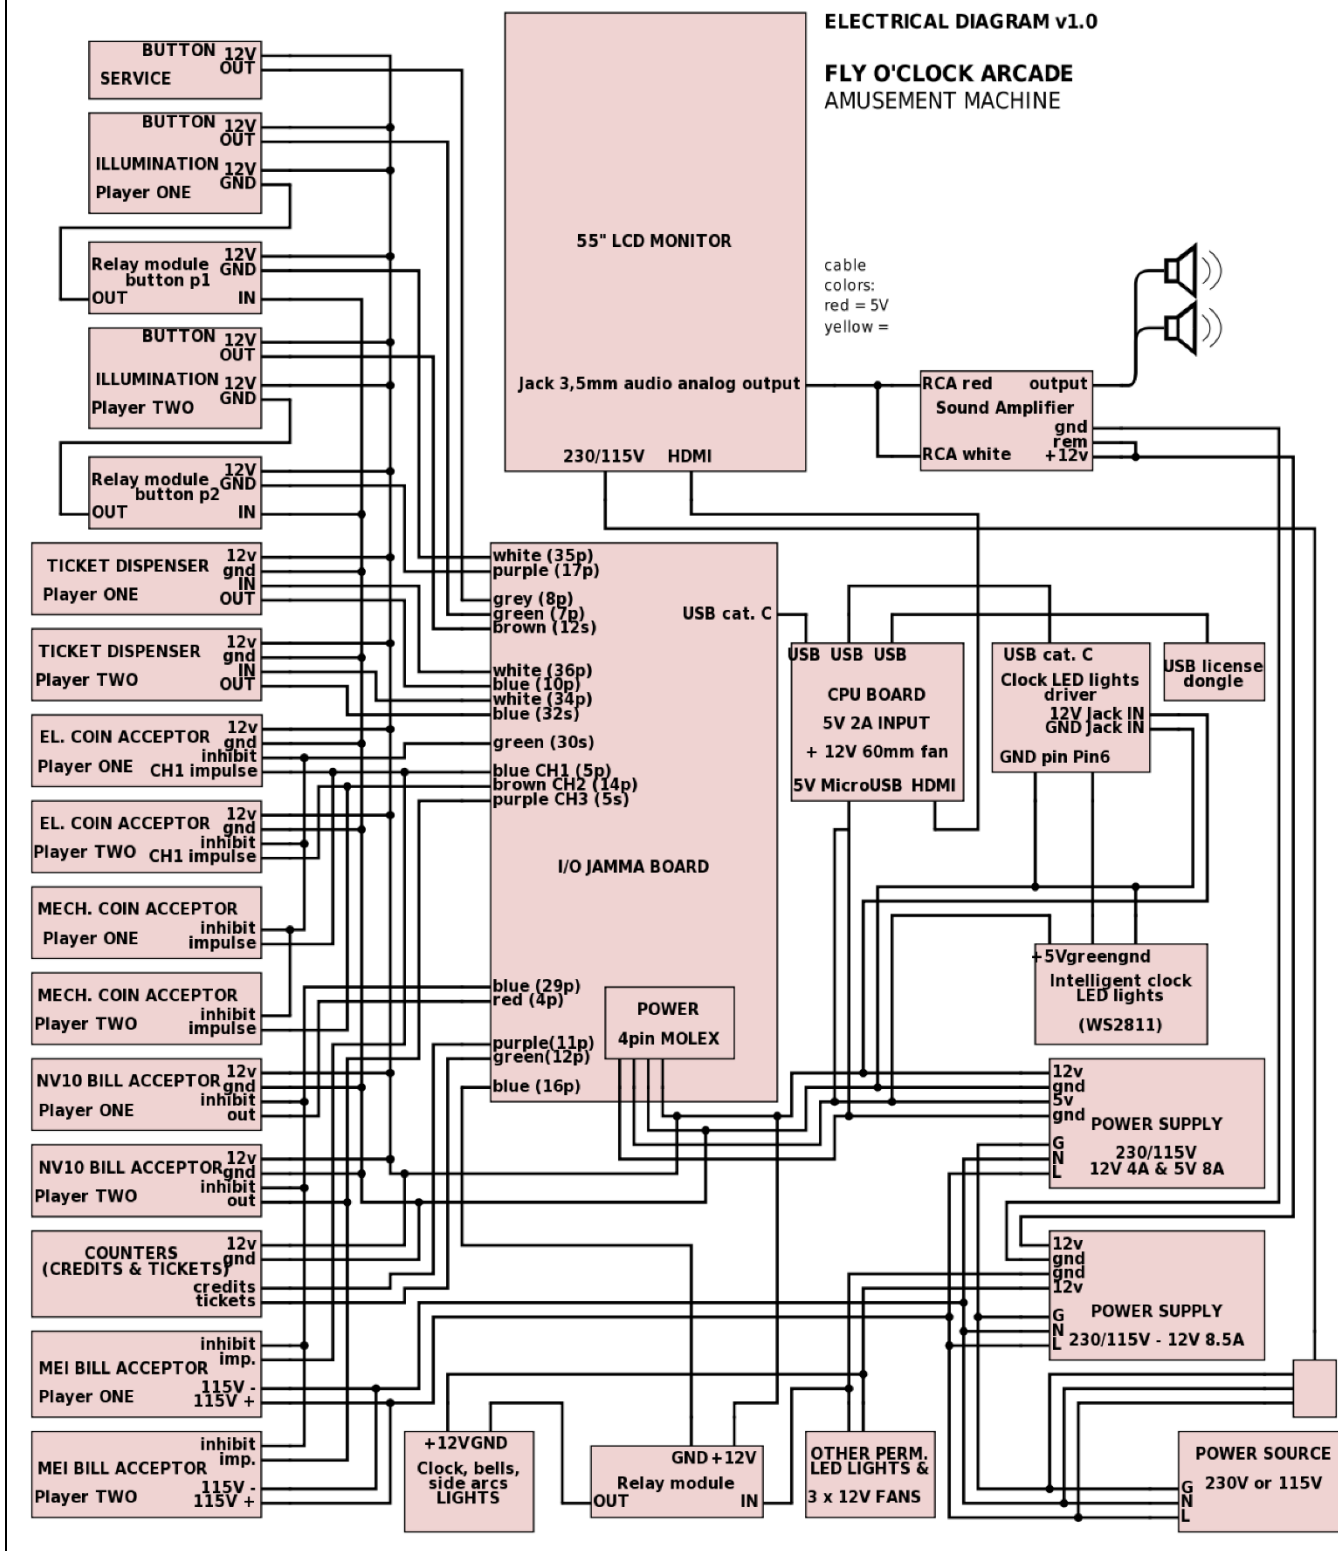 ELECTRICAL DIAGRAM v1.0
FLY O'CLOCK ARCADE
AMUSEMENT MACHINE
BUTTON 12V
OUT
SERVICE
BUTTON 12V
OUT
ILLUMINATION 12V
GND
Player ONE
12V
Relay module GND
button p1
OUT IN
BUTTON 12V
OUT
ILLUMINATION 12V
GND
Player TWO
12V
Relay module GND
button p2
OUT IN
55" LCD MONITOR
Jack 3,5mm audio analog output
230/115V HDMI
cable
colors:
red = 5V
yellow =
RCA red output
Sound Amplifier
gnd
rem
RCA white +12v
12v
TICKET DISPENSER gnd
IN
Player ONE OUT
12v
TICKET DISPENSER gnd
IN
Player TWO OUT
12v
EL. COIN ACCEPTOR gnd
inhibit
Player ONE CH1 impulse
12v
EL. COIN ACCEPTOR gnd
inhibit
Player TWO CH1 impulse
MECH. COIN ACCEPTOR
inhibit
Player ONE impulse
MECH. COIN ACCEPTOR
inhibit
Player TWO impulse
12v
NV10 BILL ACCEPTOR gnd
inhibit
Player ONE out
12v
NV10 BILL ACCEPTOR gnd
inhibit
Player TWO out
12v
COUNTERS gnd
(CREDITS & TICKETS)
credits
tickets
inhibit
imp.
MEI BILL ACCEPTOR
115V -
Player ONE 115V +
inhibit
imp.
MEI BILL ACCEPTOR
115V -
Player TWO 115V +
white (35p)
purple (17p)
grey (8p)
green (7p)
brown (12s)
USB cat. C
white (36p)
blue (10p)
white (34p)
blue (32s)
green (30s)
blue CH1 (5p)
brown CH2 (14p)
purple CH3 (5s)
I/O JAMMA BOARD
blue (29p)
red (4p)
POWER
4pin MOLEX
purple(11p)
green(12p)
blue (16p)
USB USB USB
CPU BOARD
5V 2A INPUT
+ 12V 60mm fan
5V MicroUSB HDMI
USB cat. C
Clock LED lights
driver
12V Jack IN
GND Jack IN
GND pin Pin6
USB license
dongle
+5Vgreengnd
Intelligent clock
LED lights
(WS2811)
12v
gnd
5v
gnd
POWER SUPPLY
G
N 230/115V
L 12V 4A & 5V 8A
12v
gnd
gnd
12v
POWER SUPPLY
G
N
L 230/115V - 12V 8.5A
+12VGND
Clock, bells,
side arcs
LIGHTS
GND +12V
Relay module
OUT IN
OTHER PERM.
LED LIGHTS &
3 x 12V FANS
POWER SOURCE
230V or 115V
G
N
L